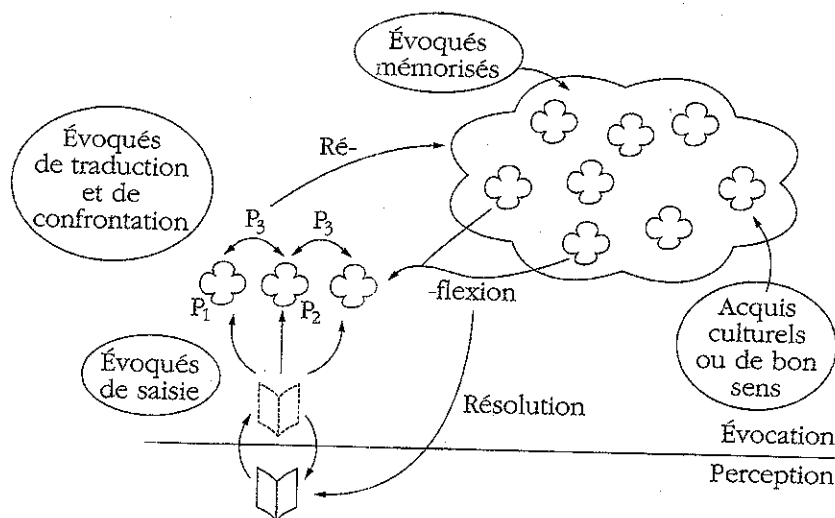 Évoqués
mémorisés
Évoqués
de traduction
et de
confrontation
Ré-
P3 P3
P1 P2
-flexion
Acquis
culturels
ou de bon
sens
Évoqués
de saisie
Résolution
Évocation
Perception